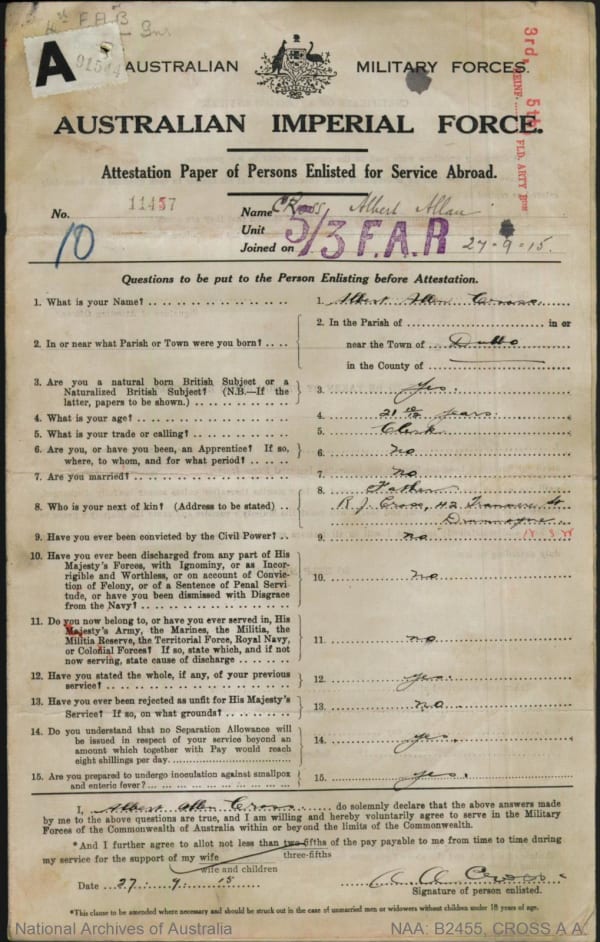 A
01544
AUSTRALIAN MILITARY FORCES.
AUSTRALIAN IMPERIAL FORCE.
3rd. 5th
REINF. FLD. ARTY
Attestation Paper of Persons Enlisted for Service Abroad.
No. 11457
10
Name Cross, Albert Allan
Unit 5/3 F.A.R
Joined on 27-9-15.
Questions to be put to the Person Enlisting before Attestation.
1. What is your Name? 1. Albert Allen Cross
2. In or near what Parish or Town were you born? 2. In the Parish of in or
near the Town of Dubbo
in the County of
3. Are you a natural born British Subject or a
Naturalized British Subject? (N.B.—If the
latter, papers to be shown.) 3. Yes.
4. What is your age? 4. 21 years
5. What is your trade or calling? 5. Clerk
6. Are you, or have you been, an Apprentice? If so,
where, to whom, and for what period? 6. no
7. Are you married? 7. no
8. Who is your next of kin? (Address to be stated) 8. Father
R. J. Cross, 42
Drummoyne
9. Have you ever been convicted by the Civil Power? 9. no
10. Have you ever been discharged from any part of His
Majesty's Forces, with Ignominy, or as Incor-
rigible and Worthless, or on account of Convic-
tion of Felony, or of a Sentence of Penal Servi-
tude, or have you been dismissed with Disgrace
from the Navy? 10. no
11. Do you now belong to, or have you ever served in, His
Majesty's Army, the Marines, the Militia, the
Militia Reserve, the Territorial Force, Royal Navy,
or Colonial Forces? If so, state which, and if not
now serving, state cause of discharge 11. no
12. Have you stated the whole, if any, of your previous
service? 12. yes.
13. Have you ever been rejected as unfit for His Majesty's
Service? If so, on what grounds? 13. no
14. Do you understand that no Separation Allowance will
be issued in respect of your service beyond an
amount which together with Pay would reach
eight shillings per day. 14. yes.
15. Are you prepared to undergo inoculation against smallpox
and enteric fever? 15. yes.
I, Albert Allen Cross do solemnly declare that the above answers made
by me to the above questions are true, and I am willing and hereby voluntarily agree to serve in the Military
Forces of the Commonwealth of Australia within or beyond the limits of the Commonwealth.
*And I further agree to allot not less than two-fifths of the pay payable to me from time to time during
three-fifths
my service for the support of my wife
wife and children
Date 27. 9 15 A A Cross
Signature of person enlisted.
*This clause to be amended where necessary and should be struck out in the case of unmarried men or widowers without children under 18 years of age.
National Archives of Australia NAA: B2455, CROSS A A.